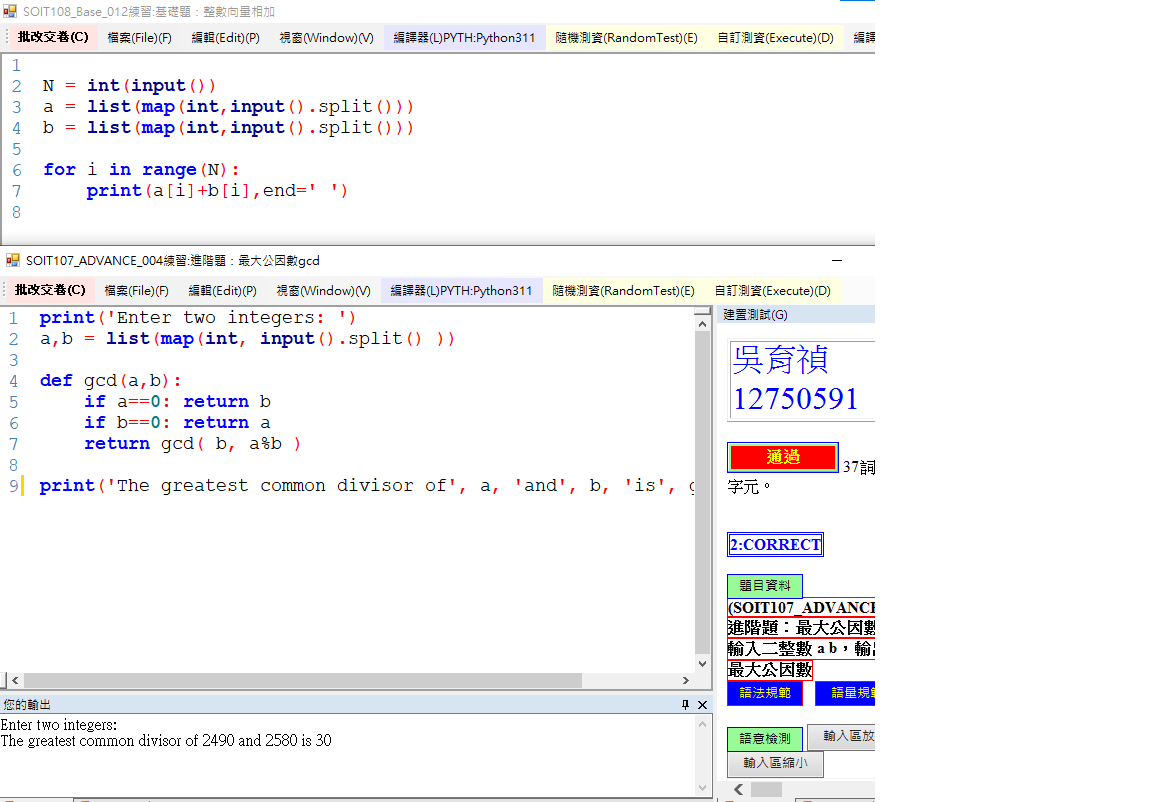 SOIT108_Base_012練習:基礎題：整數向量相加
批改交卷(C) 檔案(File)(F) 編輯(Edit)(P) 視窗(Window)(V) 編譯器(L)PYTH:Python311 隨機測資(RandomTest)(E) 自訂測資(Execute)(D) 編譯
1
2 N = int(input())
3 a = list(map(int,input().split()))
4 b = list(map(int,input().split()))
5
6 for i in range(N):
7     print(a[i]+b[i],end=' ')
8
SOIT107_ADVANCE_004練習:進階題：最大公因數gcd
批改交卷(C) 檔案(File)(F) 編輯(Edit)(P) 視窗(Window)(V) 編譯器(L)PYTH:Python311 隨機測資(RandomTest)(E) 自訂測資(Execute)(D)
1 print('Enter two integers: ')
2 a,b = list(map(int, input().split() ))
3
4 def gcd(a,b):
5     if a==0: return b
6     if b==0: return a
7     return gcd( b, a%b )
8
9 print('The greatest common divisor of', a, 'and', b, 'is', g
您的輸出
Enter two integers:
The greatest common divisor of 2490 and 2580 is 30
建置測試(G)
吳育禎
12750591
通過 37詞
字元。
2:CORRECT
題目資料
(SOIT107_ADVANCE
進階題：最大公因數
輸入二整數 a b，輸出
最大公因數
語法規範 語量規範
語意檢測 輸入區放
輸入區縮小